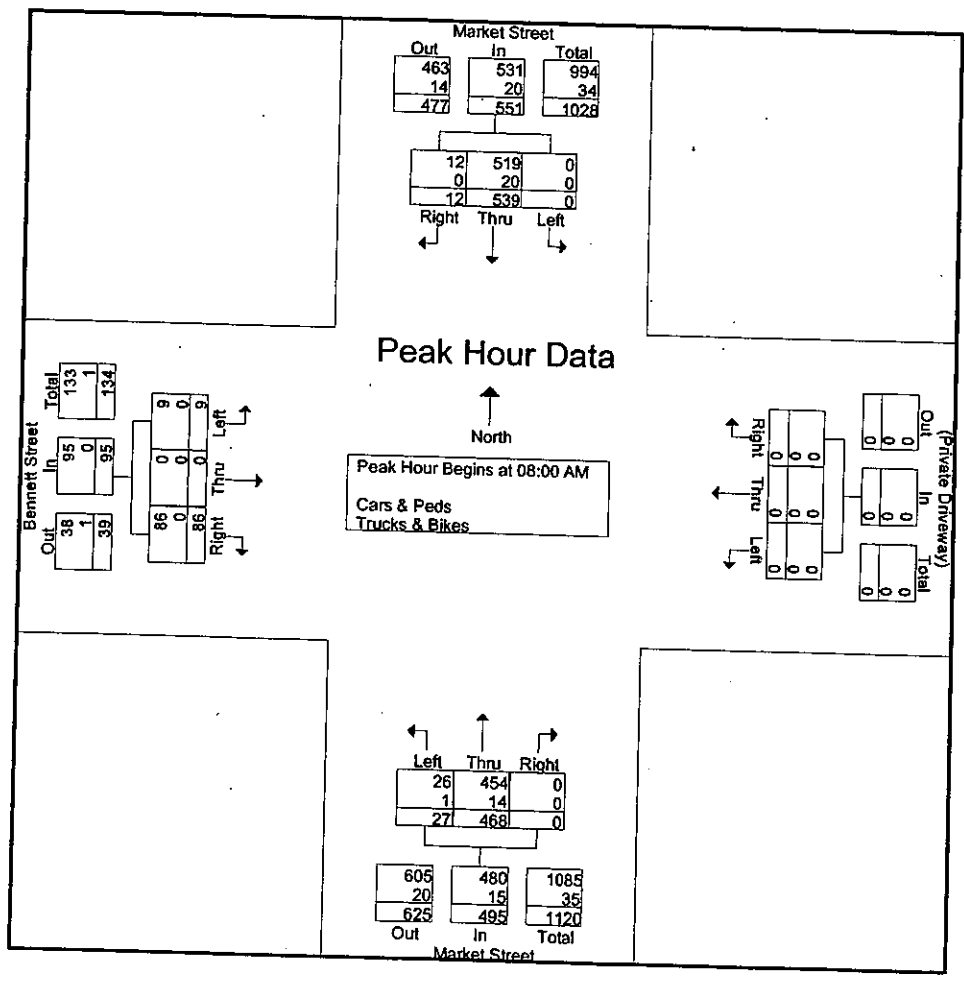 Market Street
Out In Total
463 531 994
14 20 34
477 551 1028
12 519 0
0 20 0
12 539 0
Right Thru Left
Peak Hour Data
North
Peak Hour Begins at 08:00 AM
Cars & Peds
Trucks & Bikes
Bennett Street
Total In Out
133 95 38
1 0 1
134 95 39
9 0 86
0 0 0
9 0 86
Left Thru Right
Right Thru Left
0 0 0
0 0 0
0 0 0
Out In Total
0 0 0
0 0 0
0 0 0
(Private Driveway)
Left Thru Right
26 454 0
1 14 0
27 468 0
605 480 1085
20 15 35
625 495 1120
Out In Total
Market Street